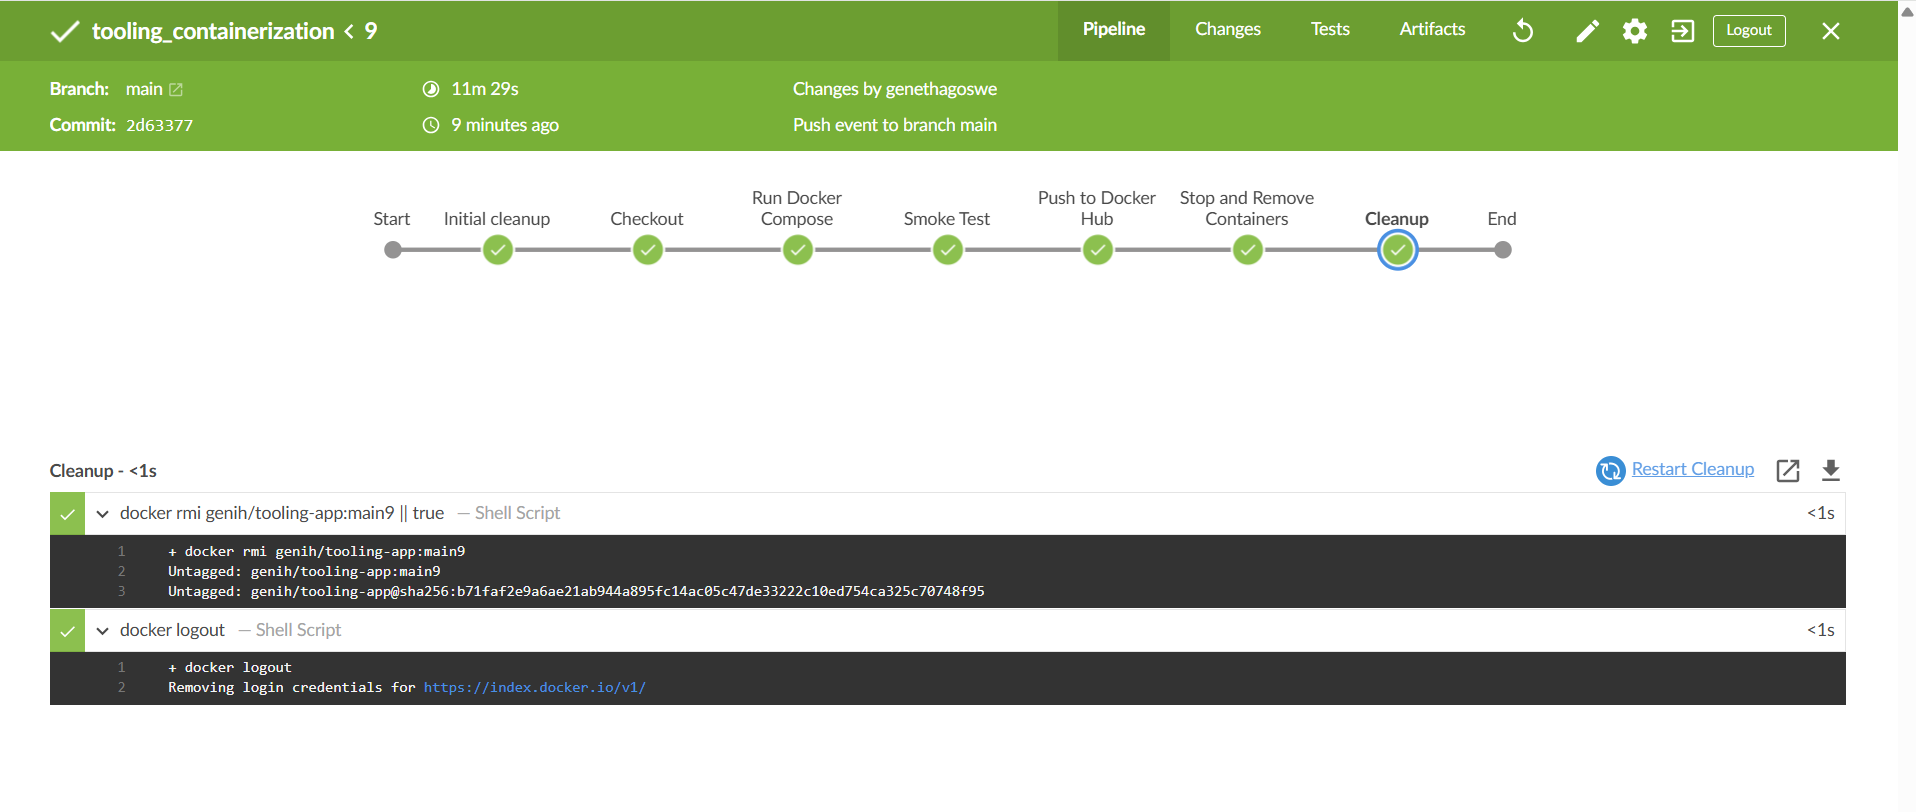 tooling_containerization < 9
Pipeline Changes Tests Artifacts Logout
Branch: main 11m 29s Changes by genethagoswe
Commit: 2d63377 9 minutes ago Push event to branch main
Start Initial cleanup Checkout Run Docker Compose Smoke Test Push to Docker Hub Stop and Remove Containers Cleanup End
Cleanup - <1s Restart Cleanup
docker rmi genih/tooling-app:main9 || true — Shell Script <1s
1 + docker rmi genih/tooling-app:main9
2 Untagged: genih/tooling-app:main9
3 Untagged: genih/tooling-app@sha256:b71faf2e9a6ae21ab944a895fc14ac05c47de33222c10ed754ca325c70748f95
docker logout — Shell Script <1s
1 + docker logout
2 Removing login credentials for https://index.docker.io/v1/